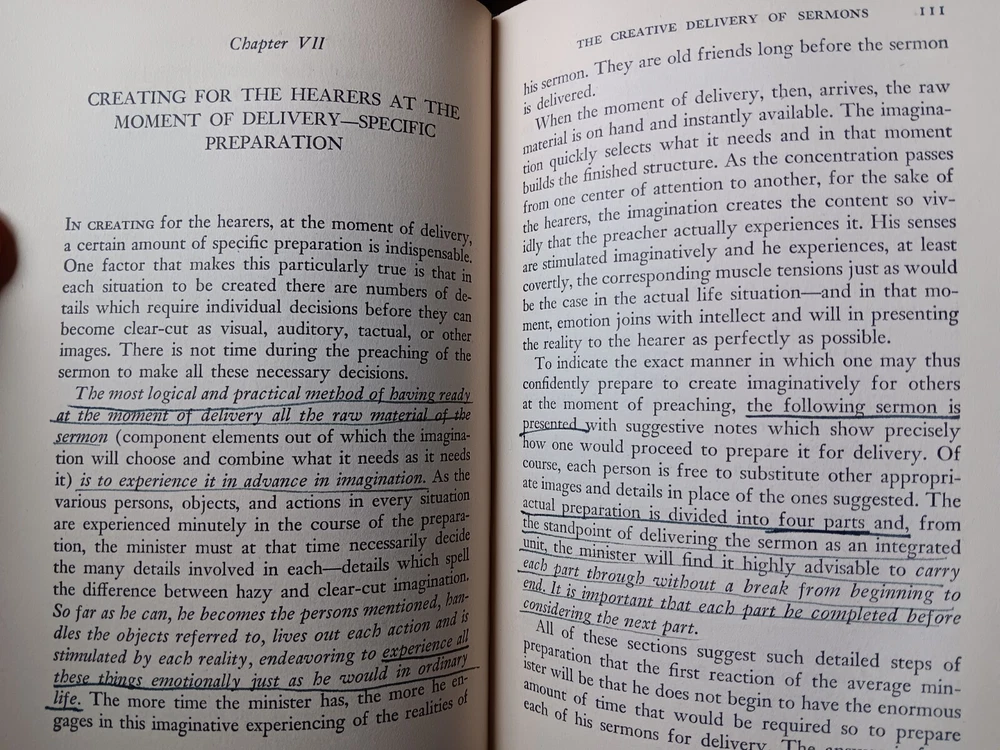 Chapter VII
CREATING FOR THE HEARERS AT THE
MOMENT OF DELIVERY—SPECIFIC
PREPARATION
IN CREATING for the hearers, at the moment of delivery,
a certain amount of specific preparation is indispensable.
One factor that makes this particularly true is that in
each situation to be created there are numbers of de-
tails which require individual decisions before they can
become clear-cut as visual, auditory, tactual, or other
images. There is not time during the preaching of the
sermon to make all these necessary decisions.
The most logical and practical method of having ready
at the moment of delivery all the raw material of the
sermon (component elements out of which the imagina-
tion will choose and combine what it needs as it needs
it) is to experience it in advance in imagination. As the
various persons, objects, and actions in every situation
are experienced minutely in the course of the prepara-
tion, the minister must at that time necessarily decide
the many details involved in each—details which spell
the difference between hazy and clear-cut imagination.
So far as he can, he becomes the persons mentioned, han-
dles the objects referred to, lives out each action and is
stimulated by each reality, endeavoring to experience all
these things emotionally just as he would in ordinary
life. The more time the minister has, the more he en-
gages in this imaginative experiencing of the realities of
THE CREATIVE DELIVERY OF SERMONS 111
his sermon. They are old friends long before the sermon
is delivered.
When the moment of delivery, then, arrives, the raw
material is on hand and instantly available. The imagina-
tion quickly selects what it needs and in that moment
builds the finished structure. As the concentration passes
from one center of attention to another, for the sake of
the hearers, the imagination creates the content so viv-
idly that the preacher actually experiences it. His senses
are stimulated imaginatively and he experiences, at least
covertly, the corresponding muscle tensions just as would
be the case in the actual life situation—and in that mo-
ment, emotion joins with intellect and will in presenting
the reality to the hearer as perfectly as possible.
To indicate the exact manner in which one may thus
confidently prepare to create imaginatively for others
at the moment of preaching, the following sermon is
presented with suggestive notes which show precisely
how one would proceed to prepare it for delivery. Of
course, each person is free to substitute other appropri-
ate images and details in place of the ones suggested. The
actual preparation is divided into four parts and, from
the standpoint of delivering the sermon as an integrated
unit, the minister will find it highly advisable to carry
each part through without a break from beginning to
end. It is important that each part be completed before
considering the next part.
All of these sections suggest such detailed steps of
preparation that the first reaction of the average min-
ister will be that he does not begin to have the enormous
amount of time that would be required so to prepare
each of his sermons for delivery. The